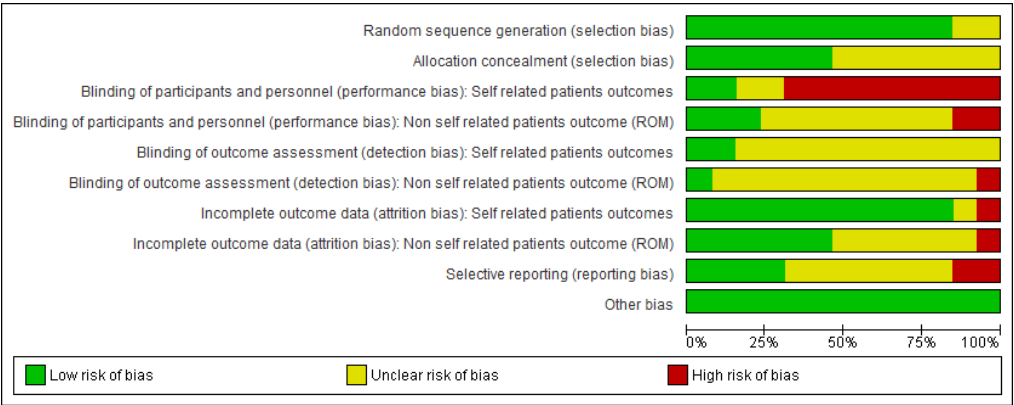 Random sequence generation (selection bias)
Allocation concealment (selection bias)
Blinding of participants and personnel (performance bias): Self related patients outcomes
Blinding of participants and personnel (performance bias): Non self related patients outcome (ROM)
Blinding of outcome assessment (detection bias): Self related patients outcomes
Blinding of outcome assessment (detection bias): Non self related patients outcome (ROM)
Incomplete outcome data (attrition bias): Self related patients outcomes
Incomplete outcome data (attrition bias): Non self related patients outcome (ROM)
Selective reporting (reporting bias)
Other bias
0% 25% 50% 75% 100%
Low risk of bias Unclear risk of bias High risk of bias